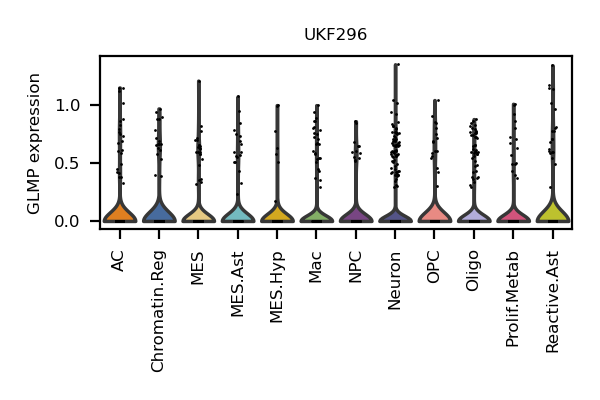 UKF296
GLMP expression
1.0
0.5
0.0
AC
Chromatin.Reg
MES
MES.Ast
MES.Hyp
Mac
NPC
Neuron
OPC
Oligo
Prolif.Metab
Reactive.Ast